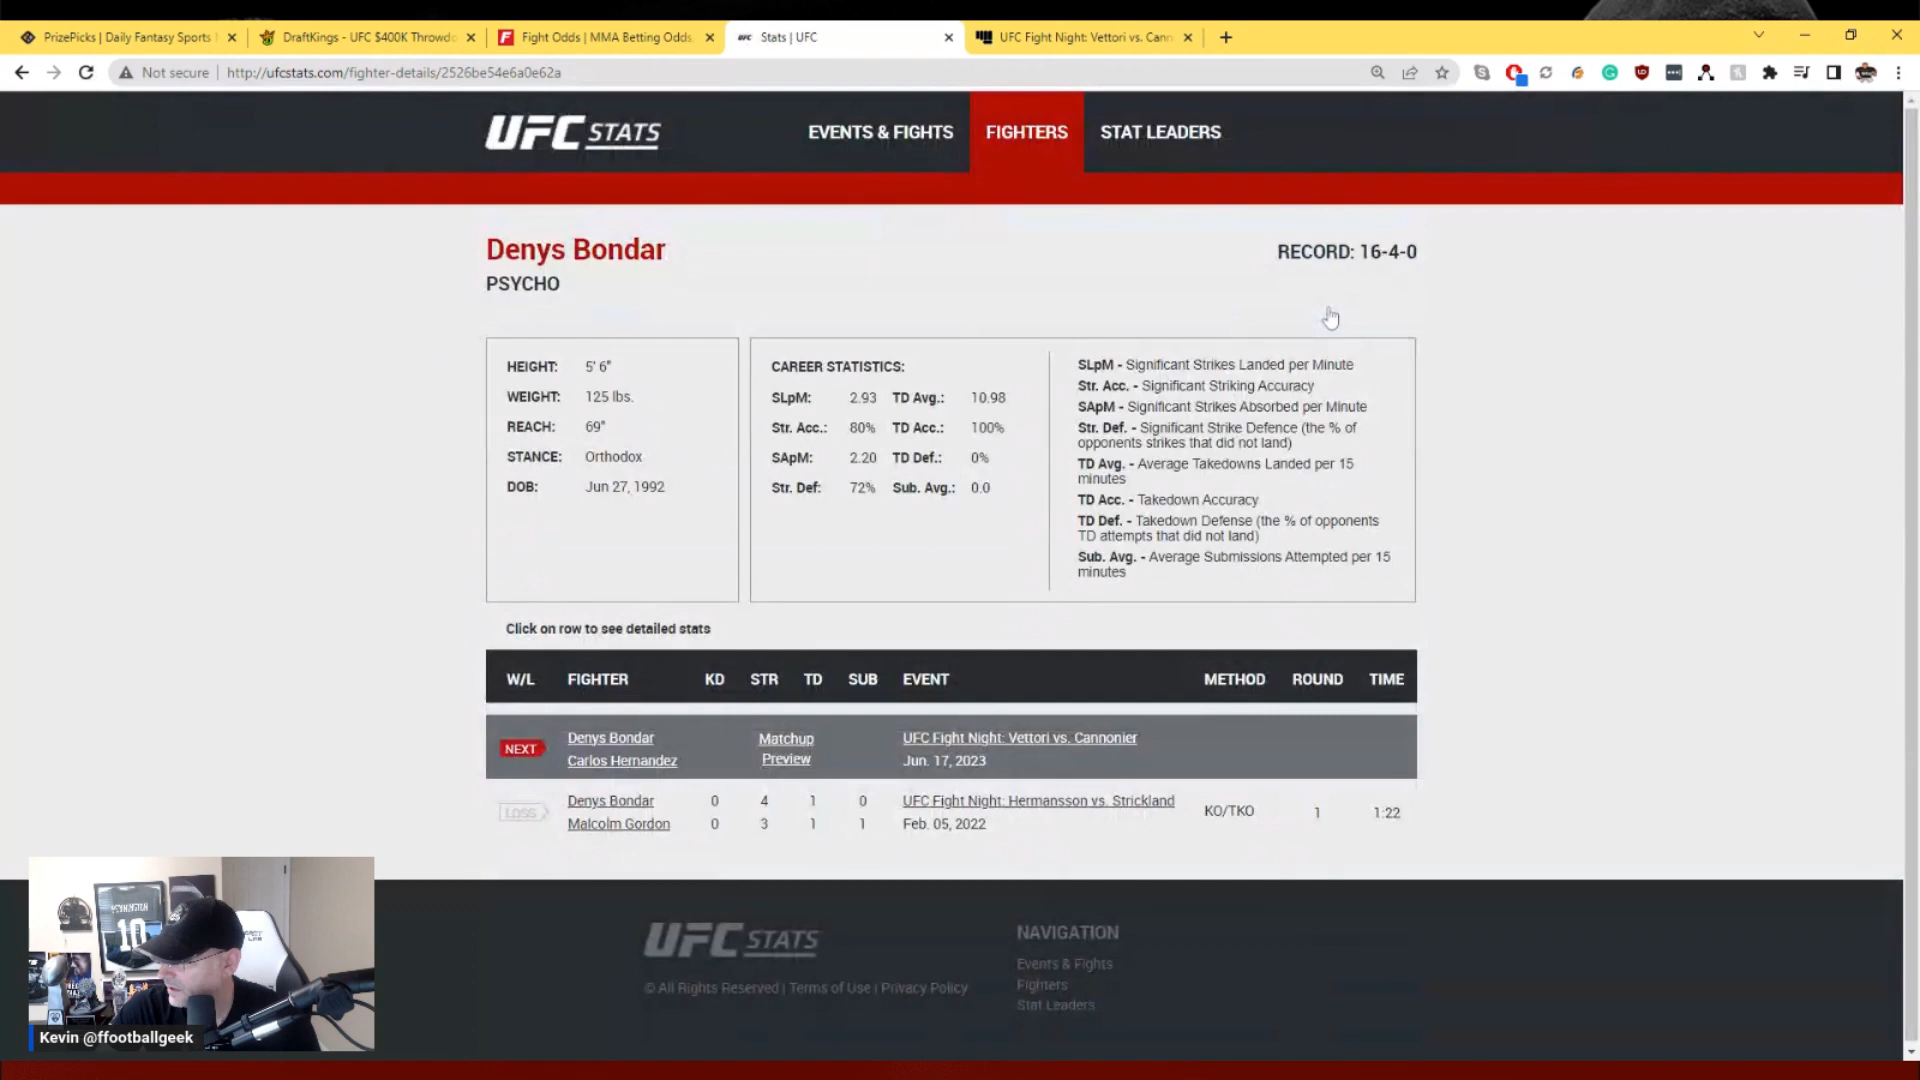 PrizePicks | Daily Fantasy Sports
DraftKings - UFC $400K Throwdo
Fight Odds | MMA Betting Odds
Stats | UFC
UFC Fight Night: Vettori vs. Cann
Not secure | http://ufcstats.com/fighter-details/2526be54e6a0e62a
UFC STATS
EVENTS & FIGHTS
FIGHTERS
STAT LEADERS
Denys Bondar
RECORD: 16-4-0
PSYCHO
HEIGHT: 5' 6"
WEIGHT: 125 lbs.
REACH: 69"
STANCE: Orthodox
DOB: Jun 27, 1992
CAREER STATISTICS:
SLpM: 2.93 TD Avg.: 10.98
Str. Acc.: 80% TD Acc.: 100%
SApM: 2.20 TD Def.: 0%
Str. Def: 72% Sub. Avg.: 0.0
SLpM - Significant Strikes Landed per Minute
Str. Acc. - Significant Striking Accuracy
SApM - Significant Strikes Absorbed per Minute
Str. Def. - Significant Strike Defence (the % of
opponents strikes that did not land)
TD Avg. - Average Takedowns Landed per 15
minutes
TD Acc. - Takedown Accuracy
TD Def. - Takedown Defense (the % of opponents
TD attempts that did not land)
Sub. Avg. - Average Submissions Attempted per 15
minutes
Click on row to see detailed stats
W/L FIGHTER KD STR TD SUB EVENT METHOD ROUND TIME
NEXT
Denys Bondar Matchup UFC Fight Night: Vettori vs. Cannonier
Carlos Hernandez Preview Jun. 17, 2023
LOSS
Denys Bondar 0 4 1 0 UFC Fight Night: Hermansson vs. Strickland
KO/TKO 1 1:22
Malcolm Gordon 0 3 1 1 Feb. 05, 2022
UFC STATS
© All Rights Reserved | Terms of Use | Privacy Policy
NAVIGATION
Events & Fights
Fighters
Stat Leaders
PENNINGTON
10
Kevin @ffootballgeek